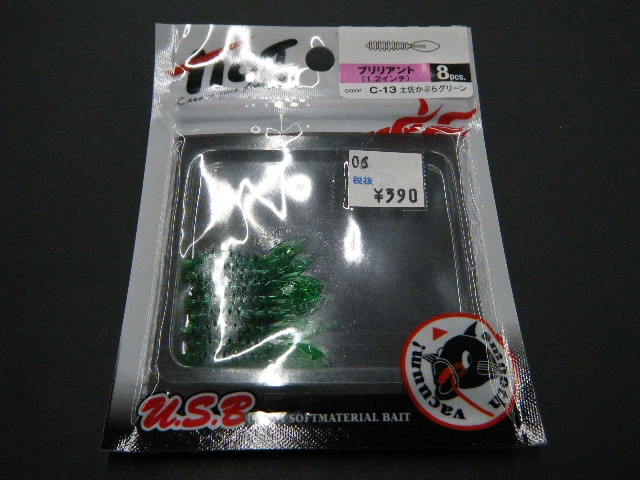 ブリリアント
(1.2インチ)
8pcs.
color : C-13 土佐かぶらグリーン
06
税抜
¥390
smooth
vacuum!
U.S.B
SOFTMATERIAL BAIT